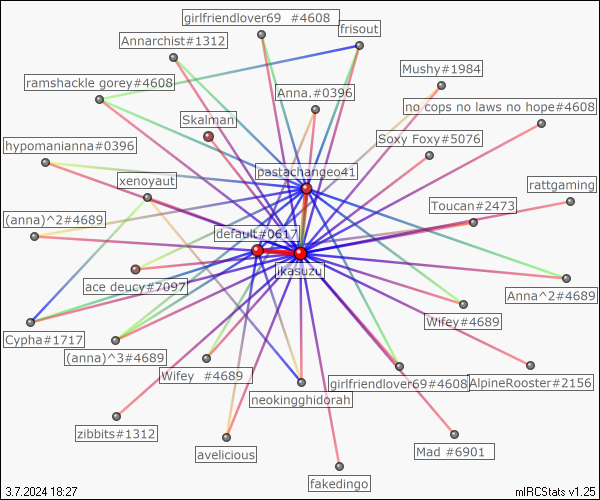 girlfriendlover69 #4608
frisout
Annarchist#1312
Mushy#1984
ramshackle gorey#4608
Anna.#0396
no cops no laws no hope#4608
Skalman
Soxy Foxy#5076
hypomanianna#0396
pastachangeo41
xenoyaut
rattgaming
Toucan#2473
(anna)^2#4689
default#0617
ikasuzu
ace deucy#7097
Anna^2#4689
Wifey#4689
Cypha#1717
(anna)^3#4689
Wifey #4689
girlfriendlover69#4608
AlpineRooster#2156
neokingghidorah
zibbits#1312
avelicious
Mad #6901
fakedingo
3.7.2024 18:27
mIRCStats v1.25